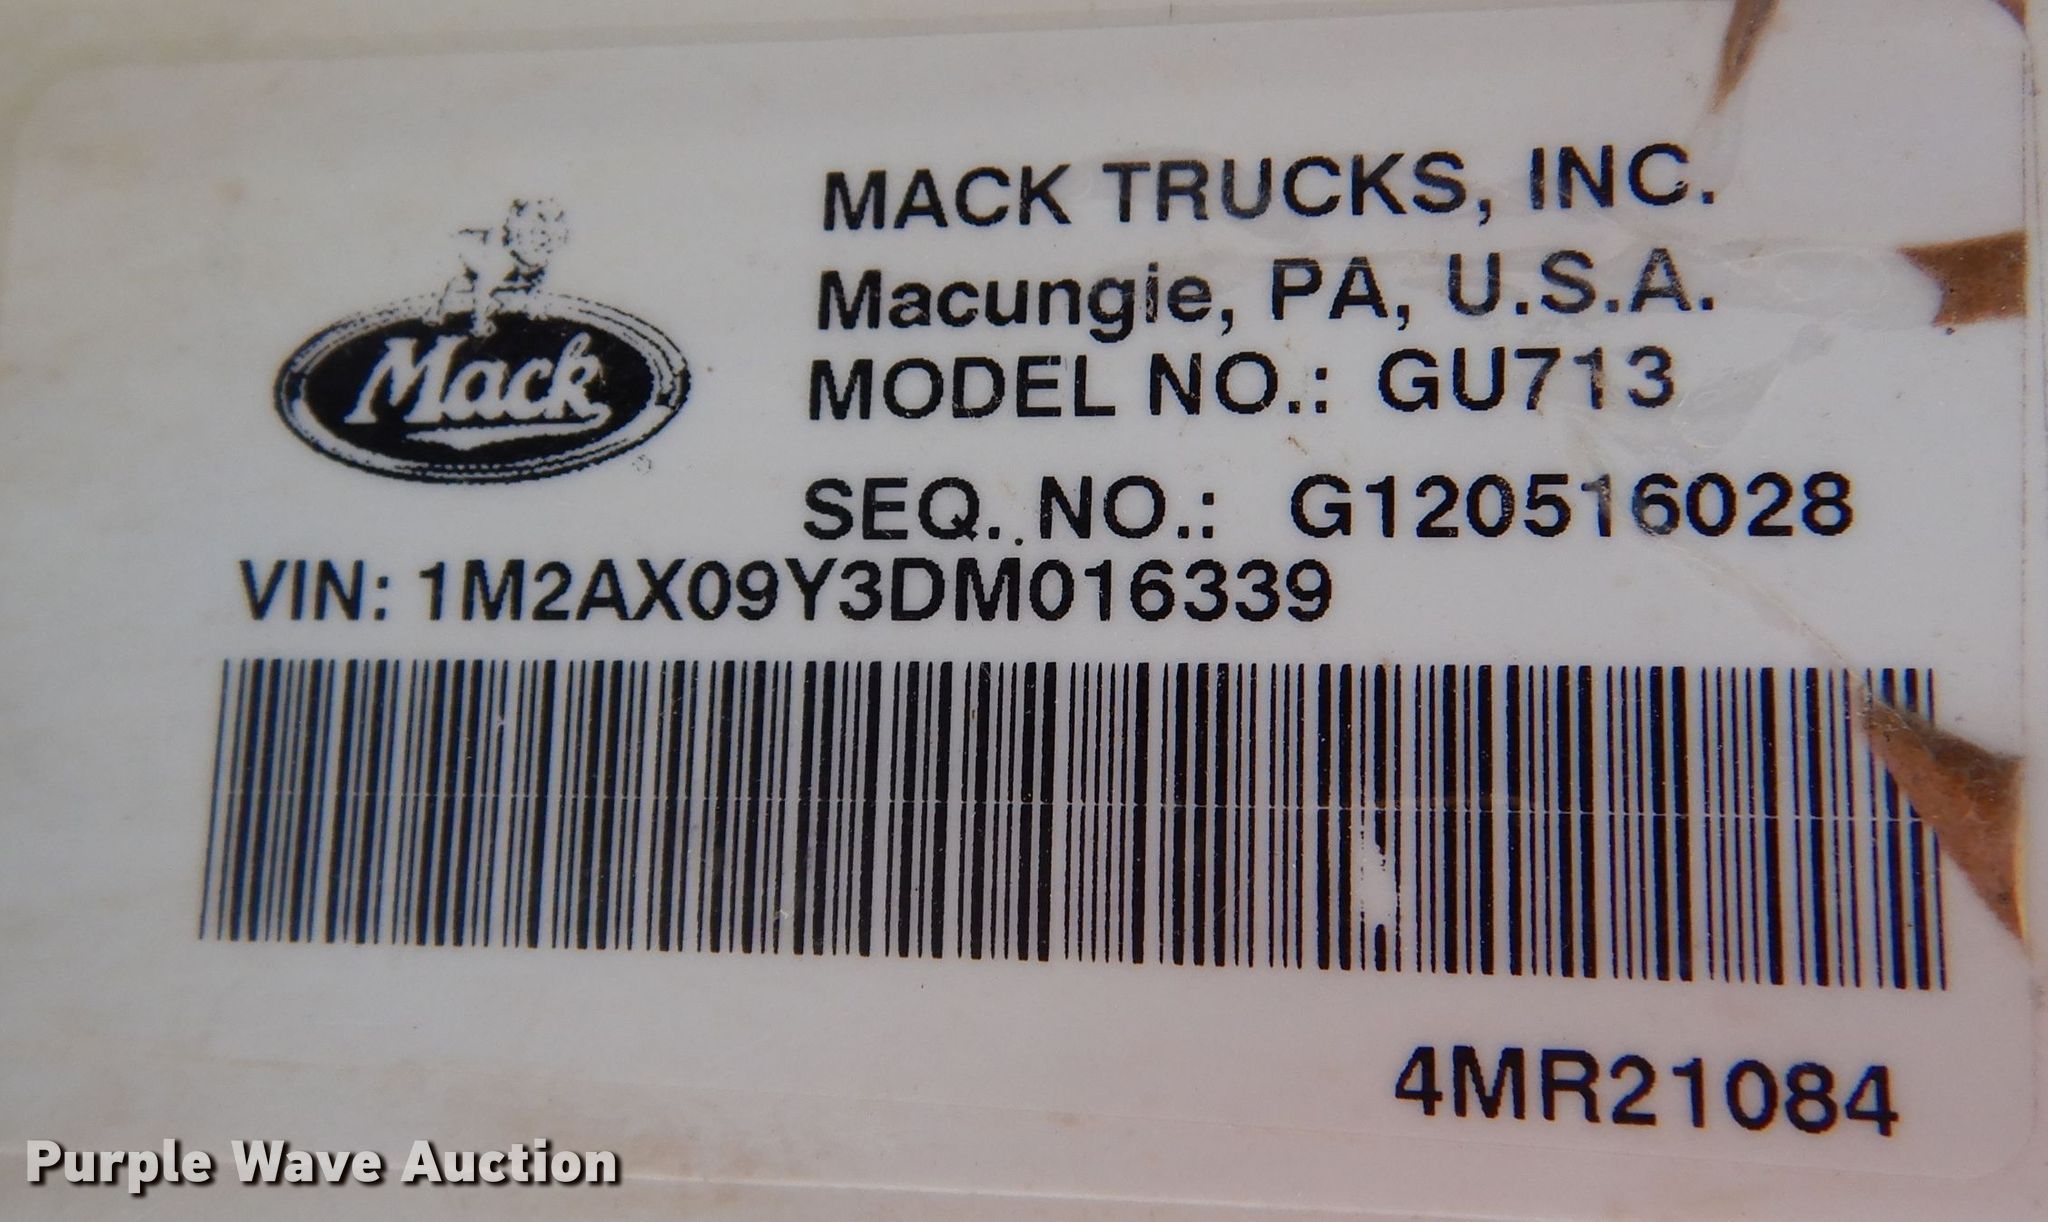 MACK TRUCKS, INC.
Macungie, PA, U.S.A.
Mack
MODEL NO.: GU713
SEQ. NO.: G120516028
VIN: 1M2AX09Y3DM016339
4MR21084
Purple Wave Auction